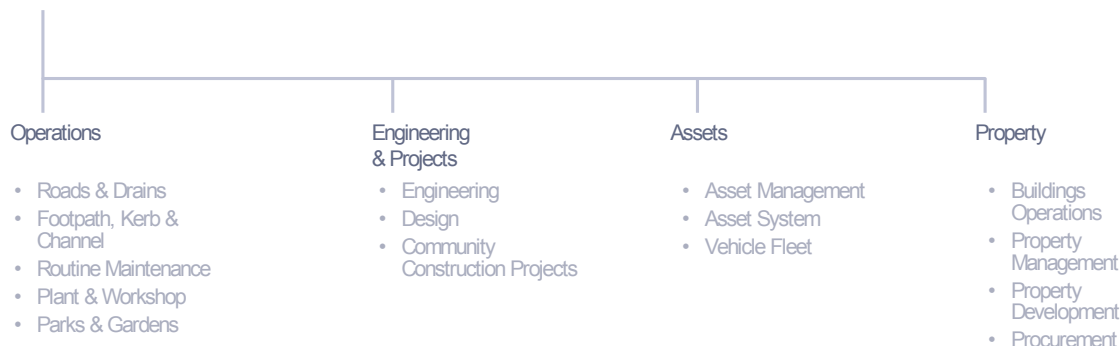 Operations
• Roads & Drains
• Footpath, Kerb &
Channel
• Routine Maintenance
• Plant & Workshop
• Parks & Gardens
Engineering
& Projects
• Engineering
• Design
• Community
Construction Projects
Assets
• Asset Management
• Asset System
• Vehicle Fleet
Property
• Buildings
Operations
• Property
Management
• Property
Development
• Procurement